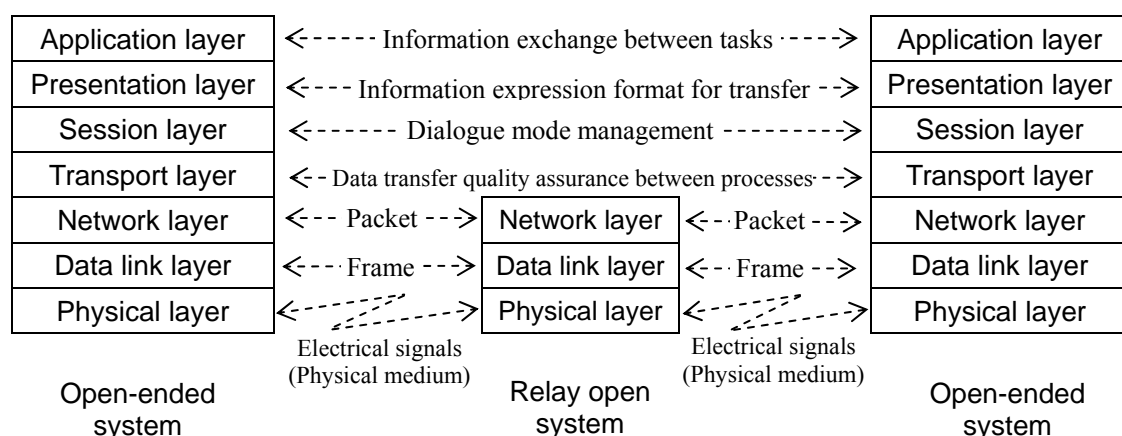 Application layer Information exchange between tasks Application layer
Presentation layer Information expression format for transfer Presentation layer
Session layer Dialogue mode management Session layer
Transport layer Data transfer quality assurance between processes Transport layer
Network layer Packet Network layer Packet Network layer
Data link layer Frame Data link layer Frame Data link layer
Physical layer Physical layer Physical layer
Electrical signals
(Physical medium)
Electrical signals
(Physical medium)
Open-ended
system
Relay open
system
Open-ended
system